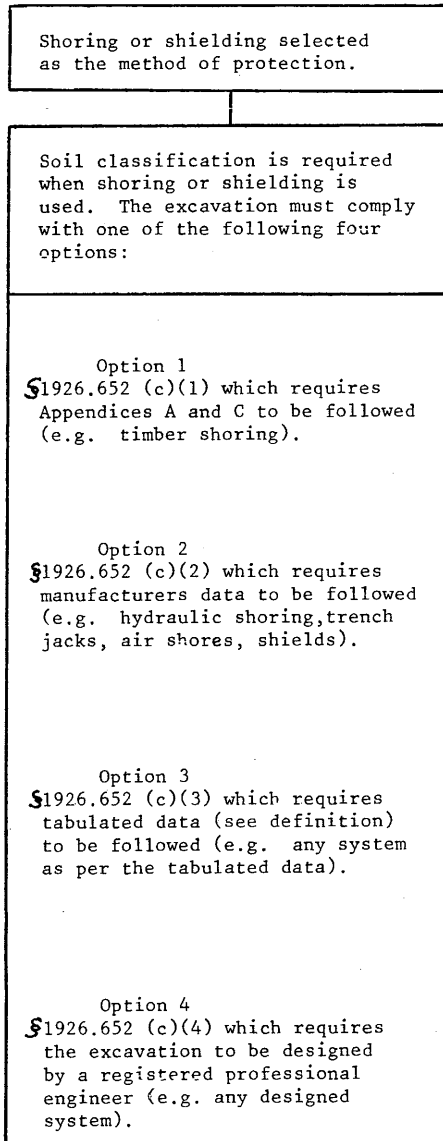 Shoring or shielding selected
as the method of protection.
Soil classification is required
when shoring or shielding is
used. The excavation must comply
with one of the following four
options:
Option 1
§1926.652 (c)(1) which requires
Appendices A and C to be followed
(e.g. timber shoring).
Option 2
§1926.652 (c)(2) which requires
manufacturers data to be followed
(e.g. hydraulic shoring,trench
jacks, air shores, shields).
Option 3
§1926.652 (c)(3) which requires
tabulated data (see definition)
to be followed (e.g. any system
as per the tabulated data).
Option 4
§1926.652 (c)(4) which requires
the excavation to be designed
by a registered professional
engineer (e.g. any designed
system).